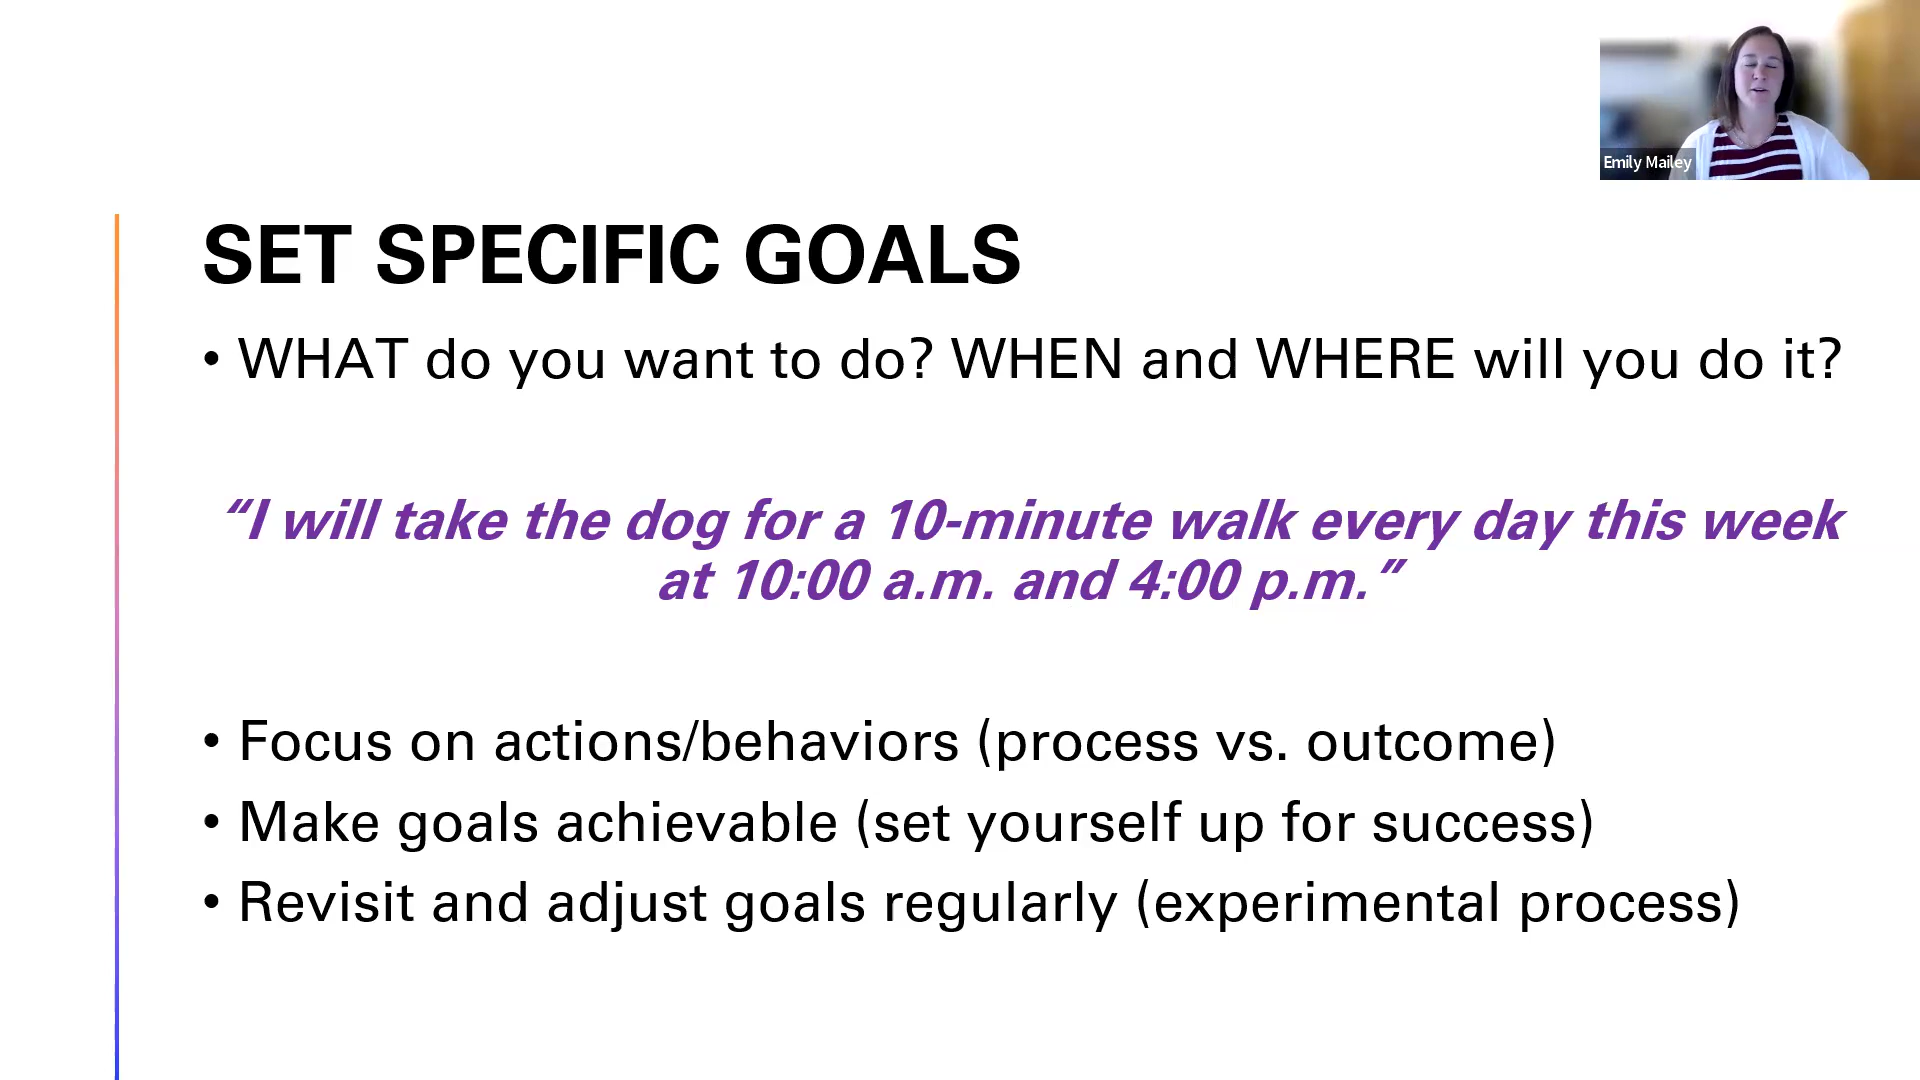 Emily Mailey
SET SPECIFIC GOALS
• WHAT do you want to do? WHEN and WHERE will you do it?
“I will take the dog for a 10-minute walk every day this week
at 10:00 a.m. and 4:00 p.m.”
• Focus on actions/behaviors (process vs. outcome)
• Make goals achievable (set yourself up for success)
• Revisit and adjust goals regularly (experimental process)